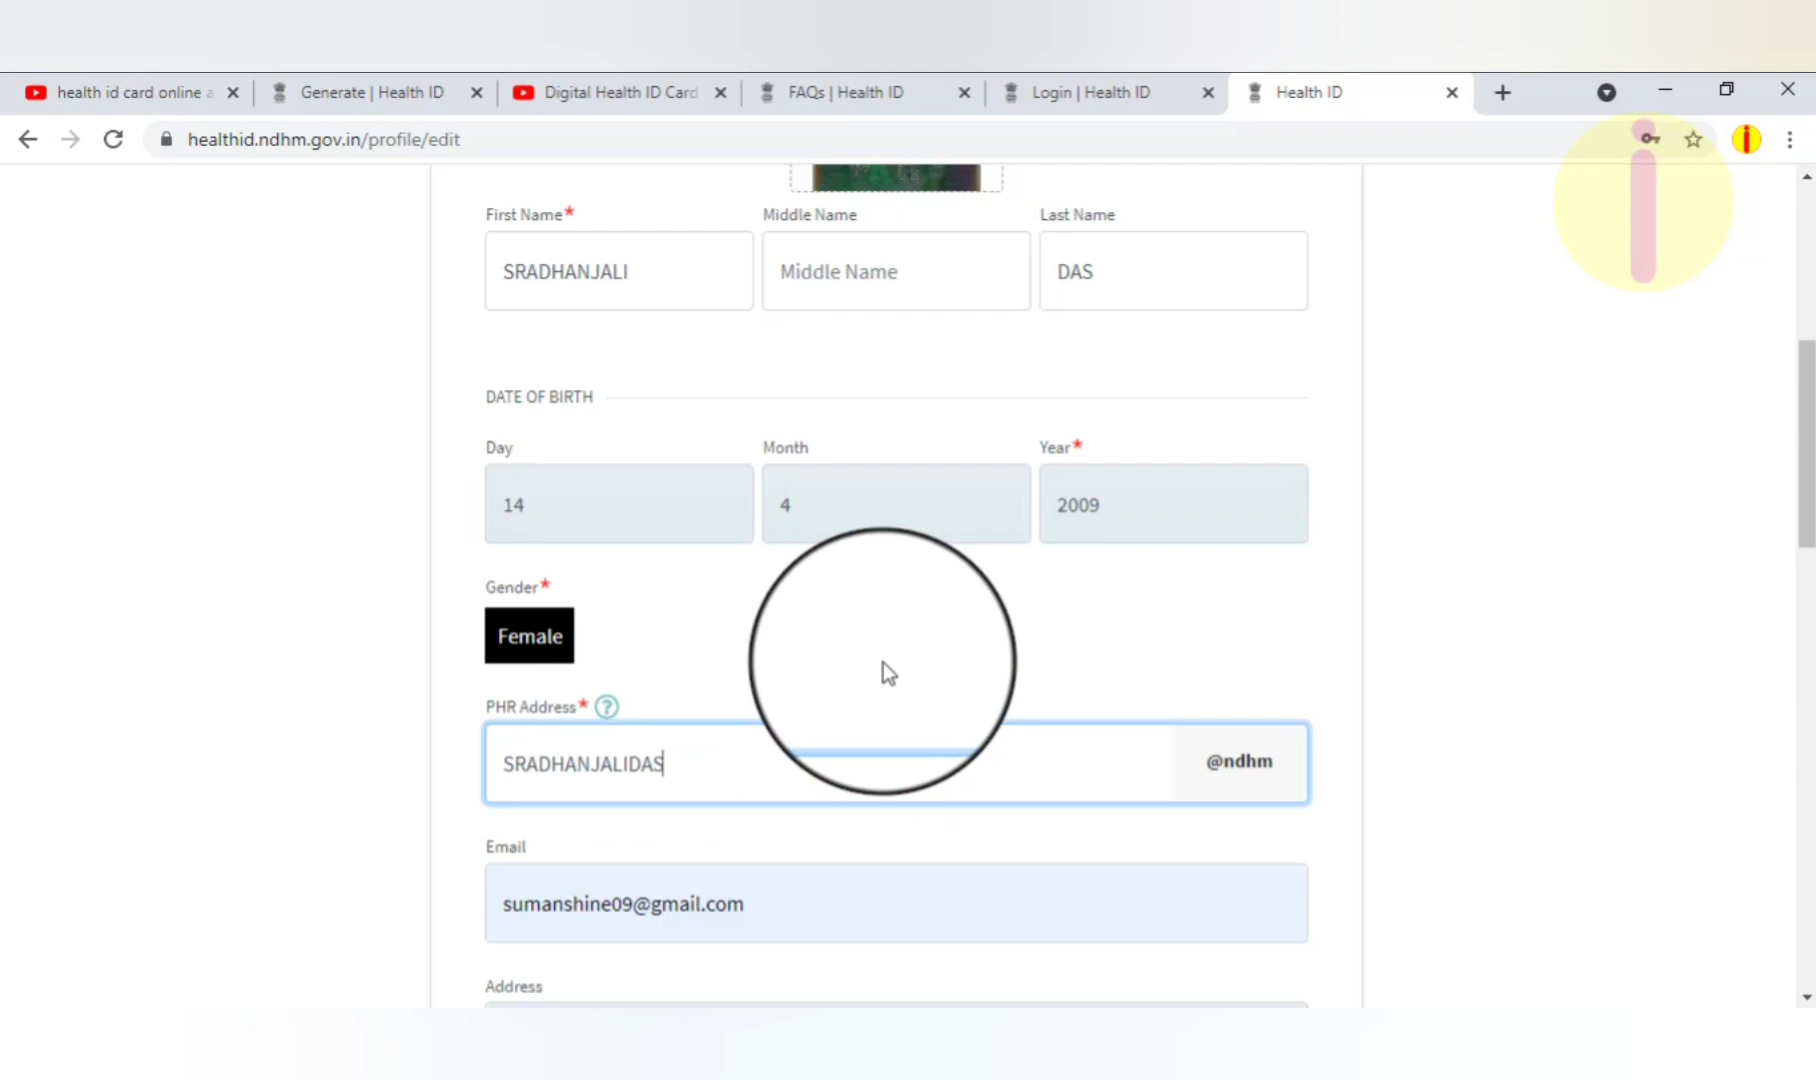 health id card online a
Generate | Health ID
Digital Health ID Card
FAQs | Health ID
Login | Health ID
Health ID
healthid.ndhm.gov.in/profile/edit
First Name*
Middle Name
Last Name
SRADHANJALI
Middle Name
DAS
DATE OF BIRTH
Day
Month
Year*
14
4
2009
Gender*
Female
PHR Address* ?
SRADHANJALIDAS
@ndhm
Email
sumanshine09@gmail.com
Address